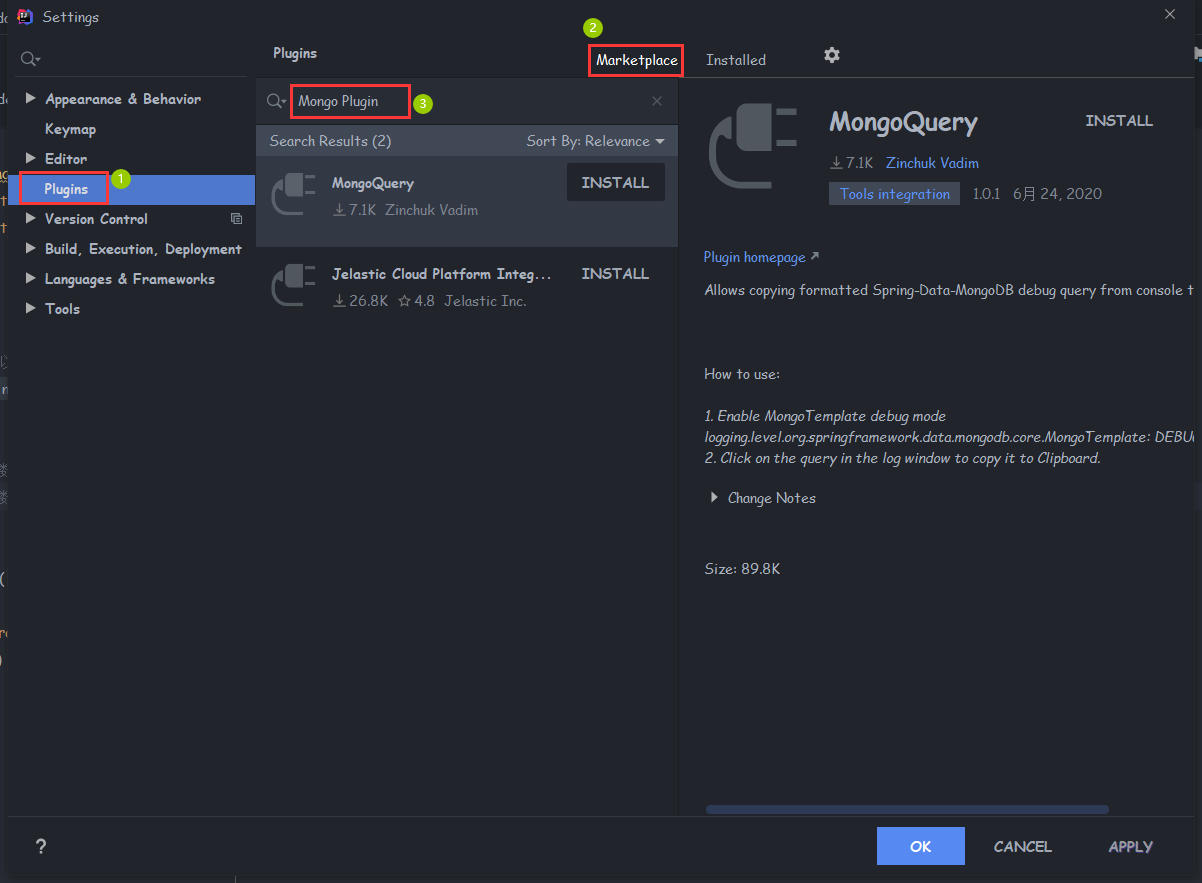 Settings
2
Plugins
Marketplace
Installed
Appearance & Behavior
Keymap
Editor
Plugins
1
Version Control
Build, Execution, Deployment
Languages & Frameworks
Tools
Mongo Plugin
3
Search Results (2)
Sort By: Relevance
MongoQuery
INSTALL
7.1K Zinchuk Vadim
Jelastic Cloud Platform Integ...
INSTALL
26.8K 4.8 Jelastic Inc.
MongoQuery
INSTALL
7.1K Zinchuk Vadim
Tools integration 1.0.1 6月 24, 2020
Plugin homepage
Allows copying formatted Spring-Data-MongoDB debug query from console t
How to use:
1. Enable MongoTemplate debug mode
logging.level.org.springframework.data.mongodb.core.MongoTemplate: DEBU
2. Click on the query in the log window to copy it to Clipboard.
Change Notes
Size: 89.8K
?
OK
CANCEL
APPLY